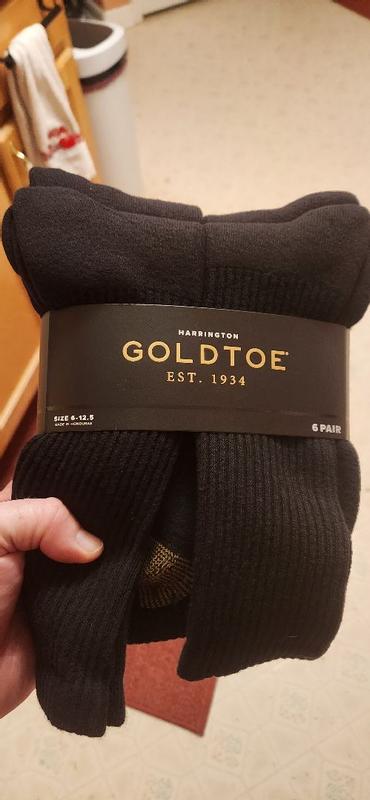 HARRINGTON
GOLDTOE
EST. 1934
SIZE 6-12.5
MADE IN HONDURAS
6 PAIR